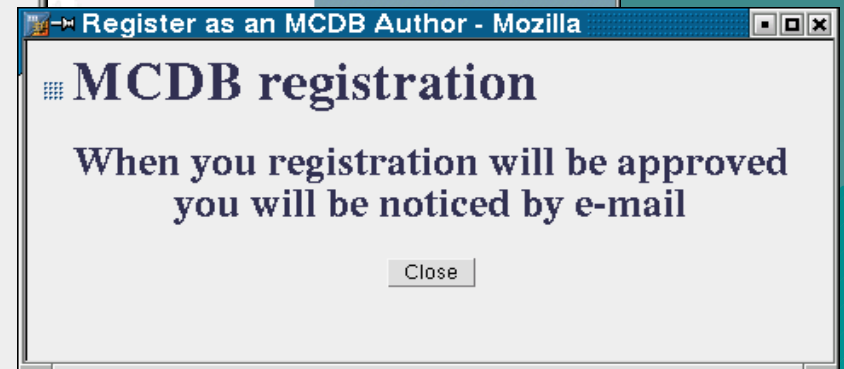 Register as an MCDB Author - Mozilla
MCDB registration
When you registration will be approved
you will be noticed by e-mail
Close